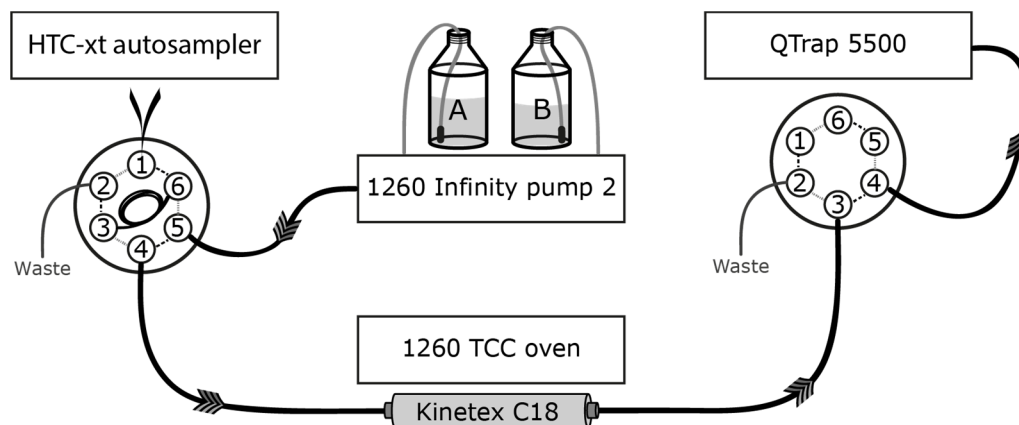 HTC-xt autosampler
QTrap 5500
A
B
1
2
6
3
5
4
Waste
1260 Infinity pump 2
6
1
5
2
4
3
Waste
1260 TCC oven
Kinetex C18